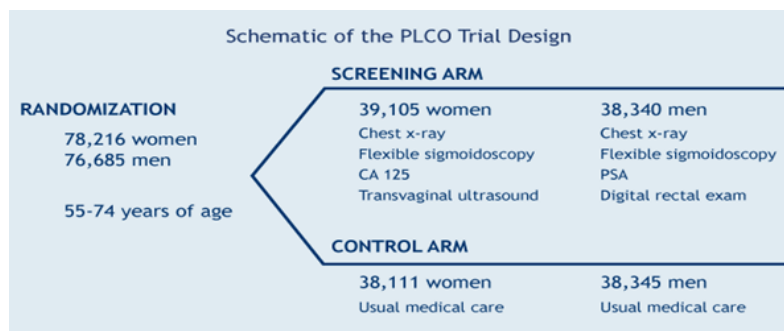 Schematic of the PLCO Trial Design
SCREENING ARM
RANDOMIZATION
78,216 women
76,685 men
55-74 years of age
39,105 women
Chest x-ray
Flexible sigmoidoscopy
CA 125
Transvaginal ultrasound
38,340 men
Chest x-ray
Flexible sigmoidoscopy
PSA
Digital rectal exam
CONTROL ARM
38,111 women
Usual medical care
38,345 men
Usual medical care